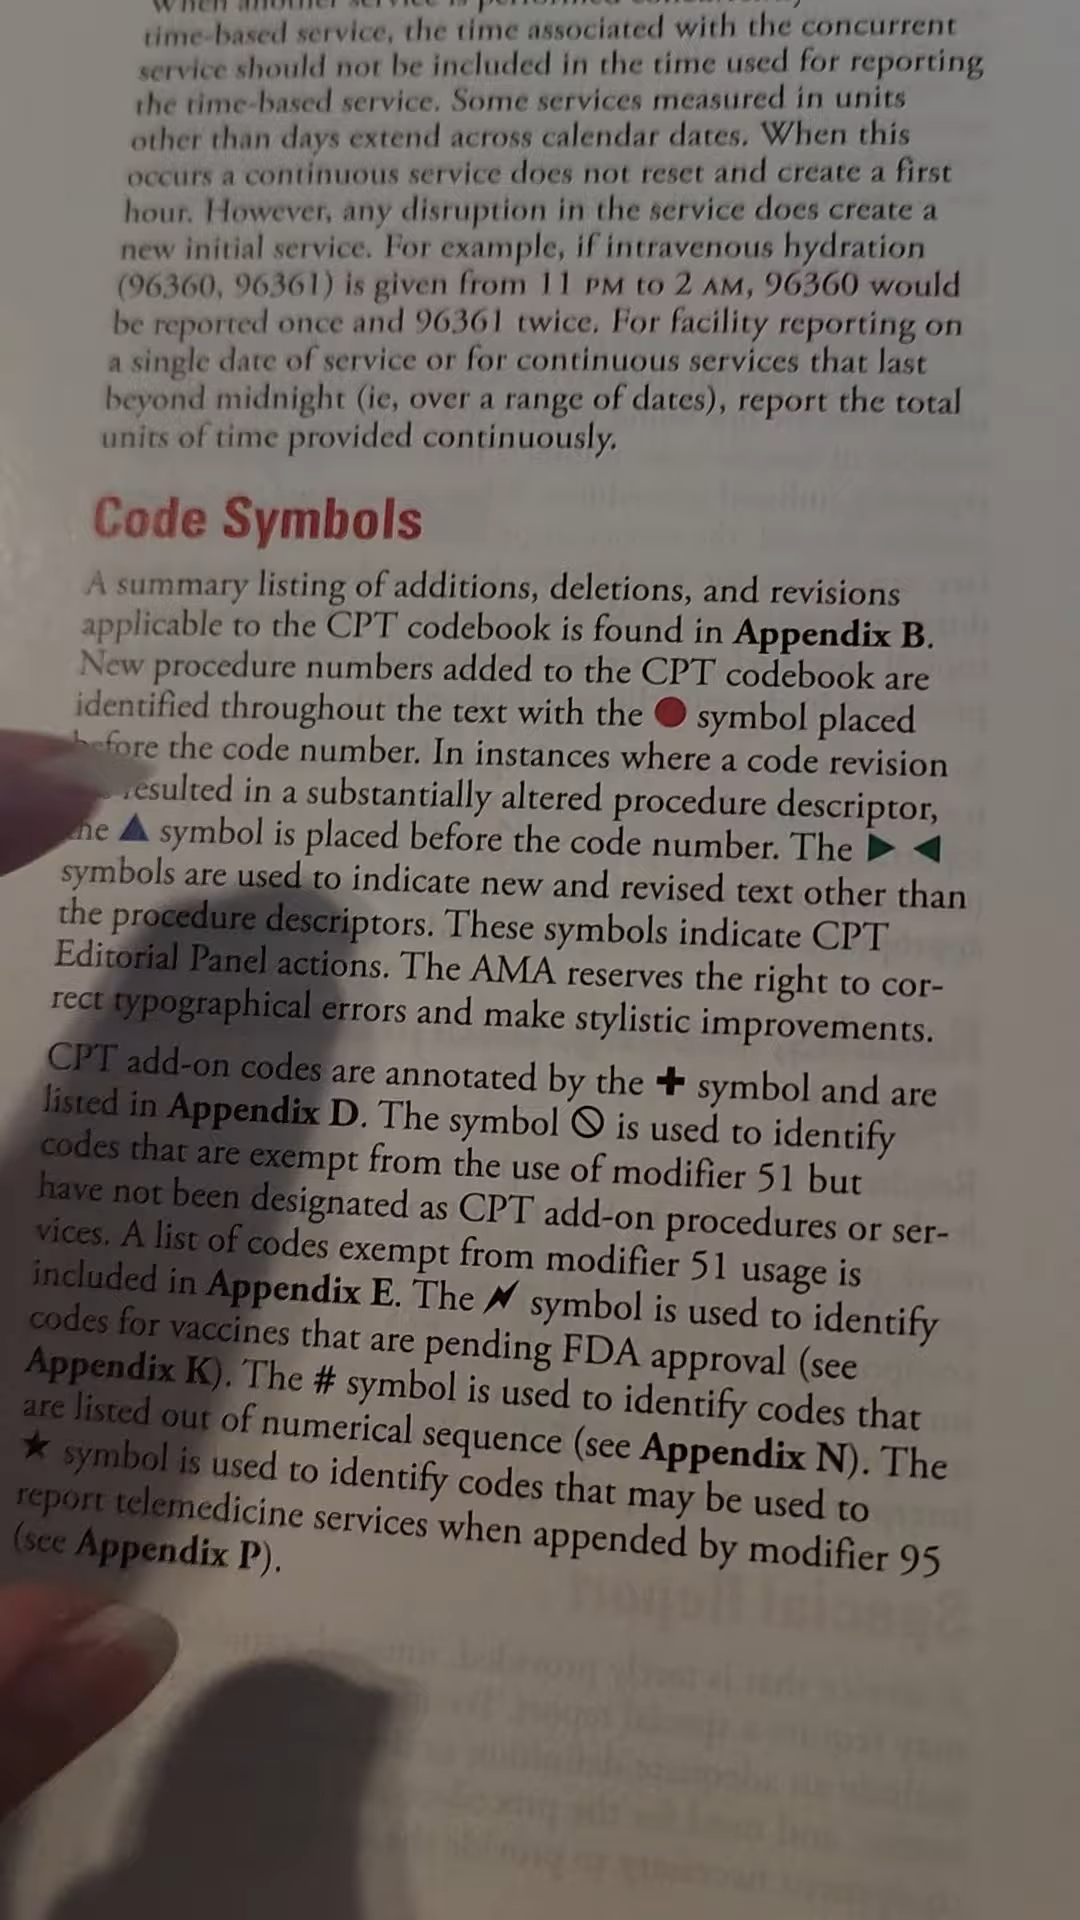 When another service is performed concurrently
time-based service, the time associated with the concurrent
service should not be included in the time used for reporting
the time-based service. Some services measured in units
other than days extend across calendar dates. When this
occurs a continuous service does not reset and create a first
hour. However, any disruption in the service does create a
new initial service. For example, if intravenous hydration
(96360, 96361) is given from 11 PM to 2 AM, 96360 would
be reported once and 96361 twice. For facility reporting on
a single date of service or for continuous services that last
beyond midnight (ie, over a range of dates), report the total
units of time provided continuously.
Code Symbols
A summary listing of additions, deletions, and revisions
applicable to the CPT codebook is found in Appendix B.
New procedure numbers added to the CPT codebook are
identified throughout the text with the ● symbol placed
before the code number. In instances where a code revision
resulted in a substantially altered procedure descriptor,
the ▲ symbol is placed before the code number. The ▶ ◀
symbols are used to indicate new and revised text other than
the procedure descriptors. These symbols indicate CPT
Editorial Panel actions. The AMA reserves the right to cor-
rect typographical errors and make stylistic improvements.
CPT add-on codes are annotated by the ✚ symbol and are
listed in Appendix D. The symbol ⃠ is used to identify
codes that are exempt from the use of modifier 51 but
have not been designated as CPT add-on procedures or ser-
vices. A list of codes exempt from modifier 51 usage is
included in Appendix E. The symbol is used to identify
codes for vaccines that are pending FDA approval (see
Appendix K). The # symbol is used to identify codes that
are listed out of numerical sequence (see Appendix N). The
★ symbol is used to identify codes that may be used to
report telemedicine services when appended by modifier 95
(see Appendix P).